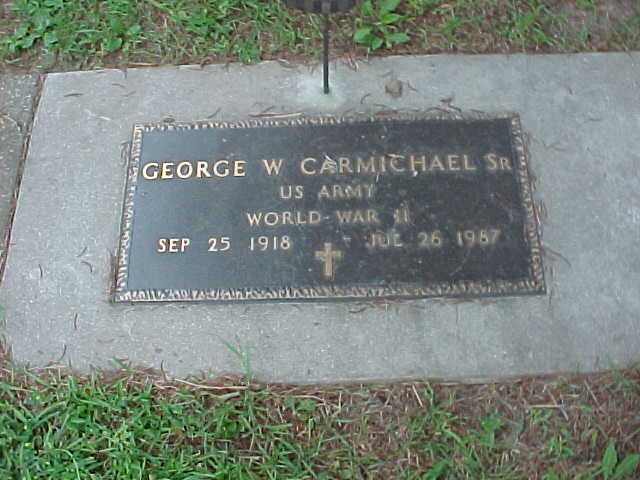 GEORGE W CARMICHAEL SR
US ARMY
WORLD WAR II
SEP 25 1918 JUL 26 1987